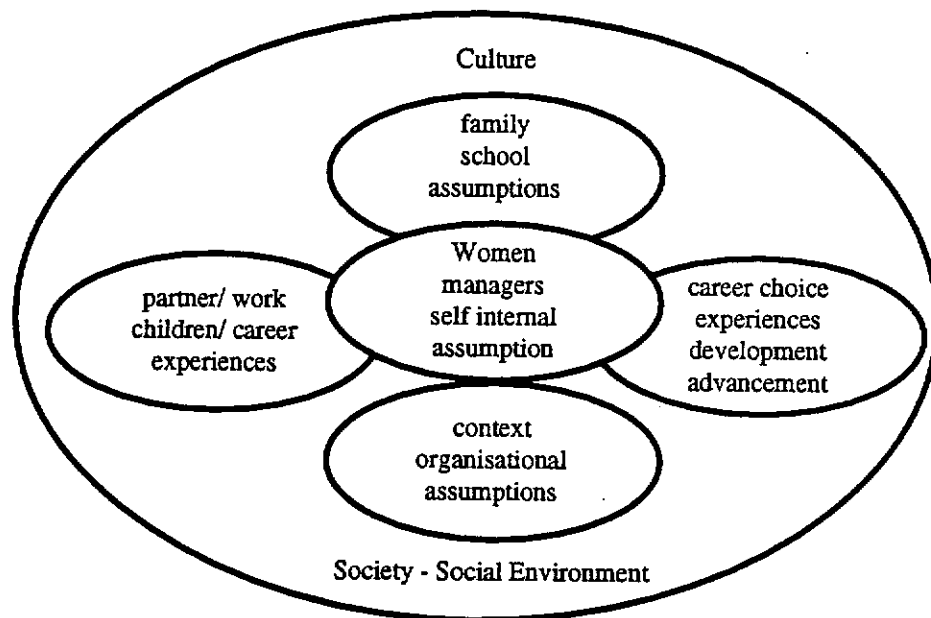 Culture
family
school
assumptions
Women
managers
self internal
assumption
partner/ work
children/ career
experiences
career choice
experiences
development
advancement
context
organisational
assumptions
Society - Social Environment